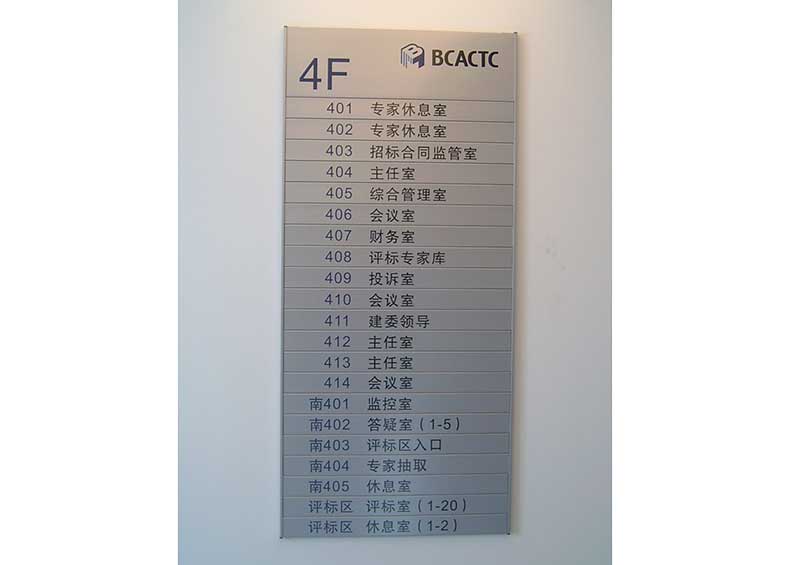 4F BCACTC
401 专家休息室
402 专家休息室
403 招标合同监管室
404 主任室
405 综合管理室
406 会议室
407 财务室
408 评标专家库
409 投诉室
410 会议室
411 建委领导
412 主任室
413 主任室
414 会议室
南401 监控室
南402 答疑室(1-5)
南403 评标区入口
南404 专家抽取
南405 休息室
评标区 评标室(1-20)
评标区 休息室(1-2)